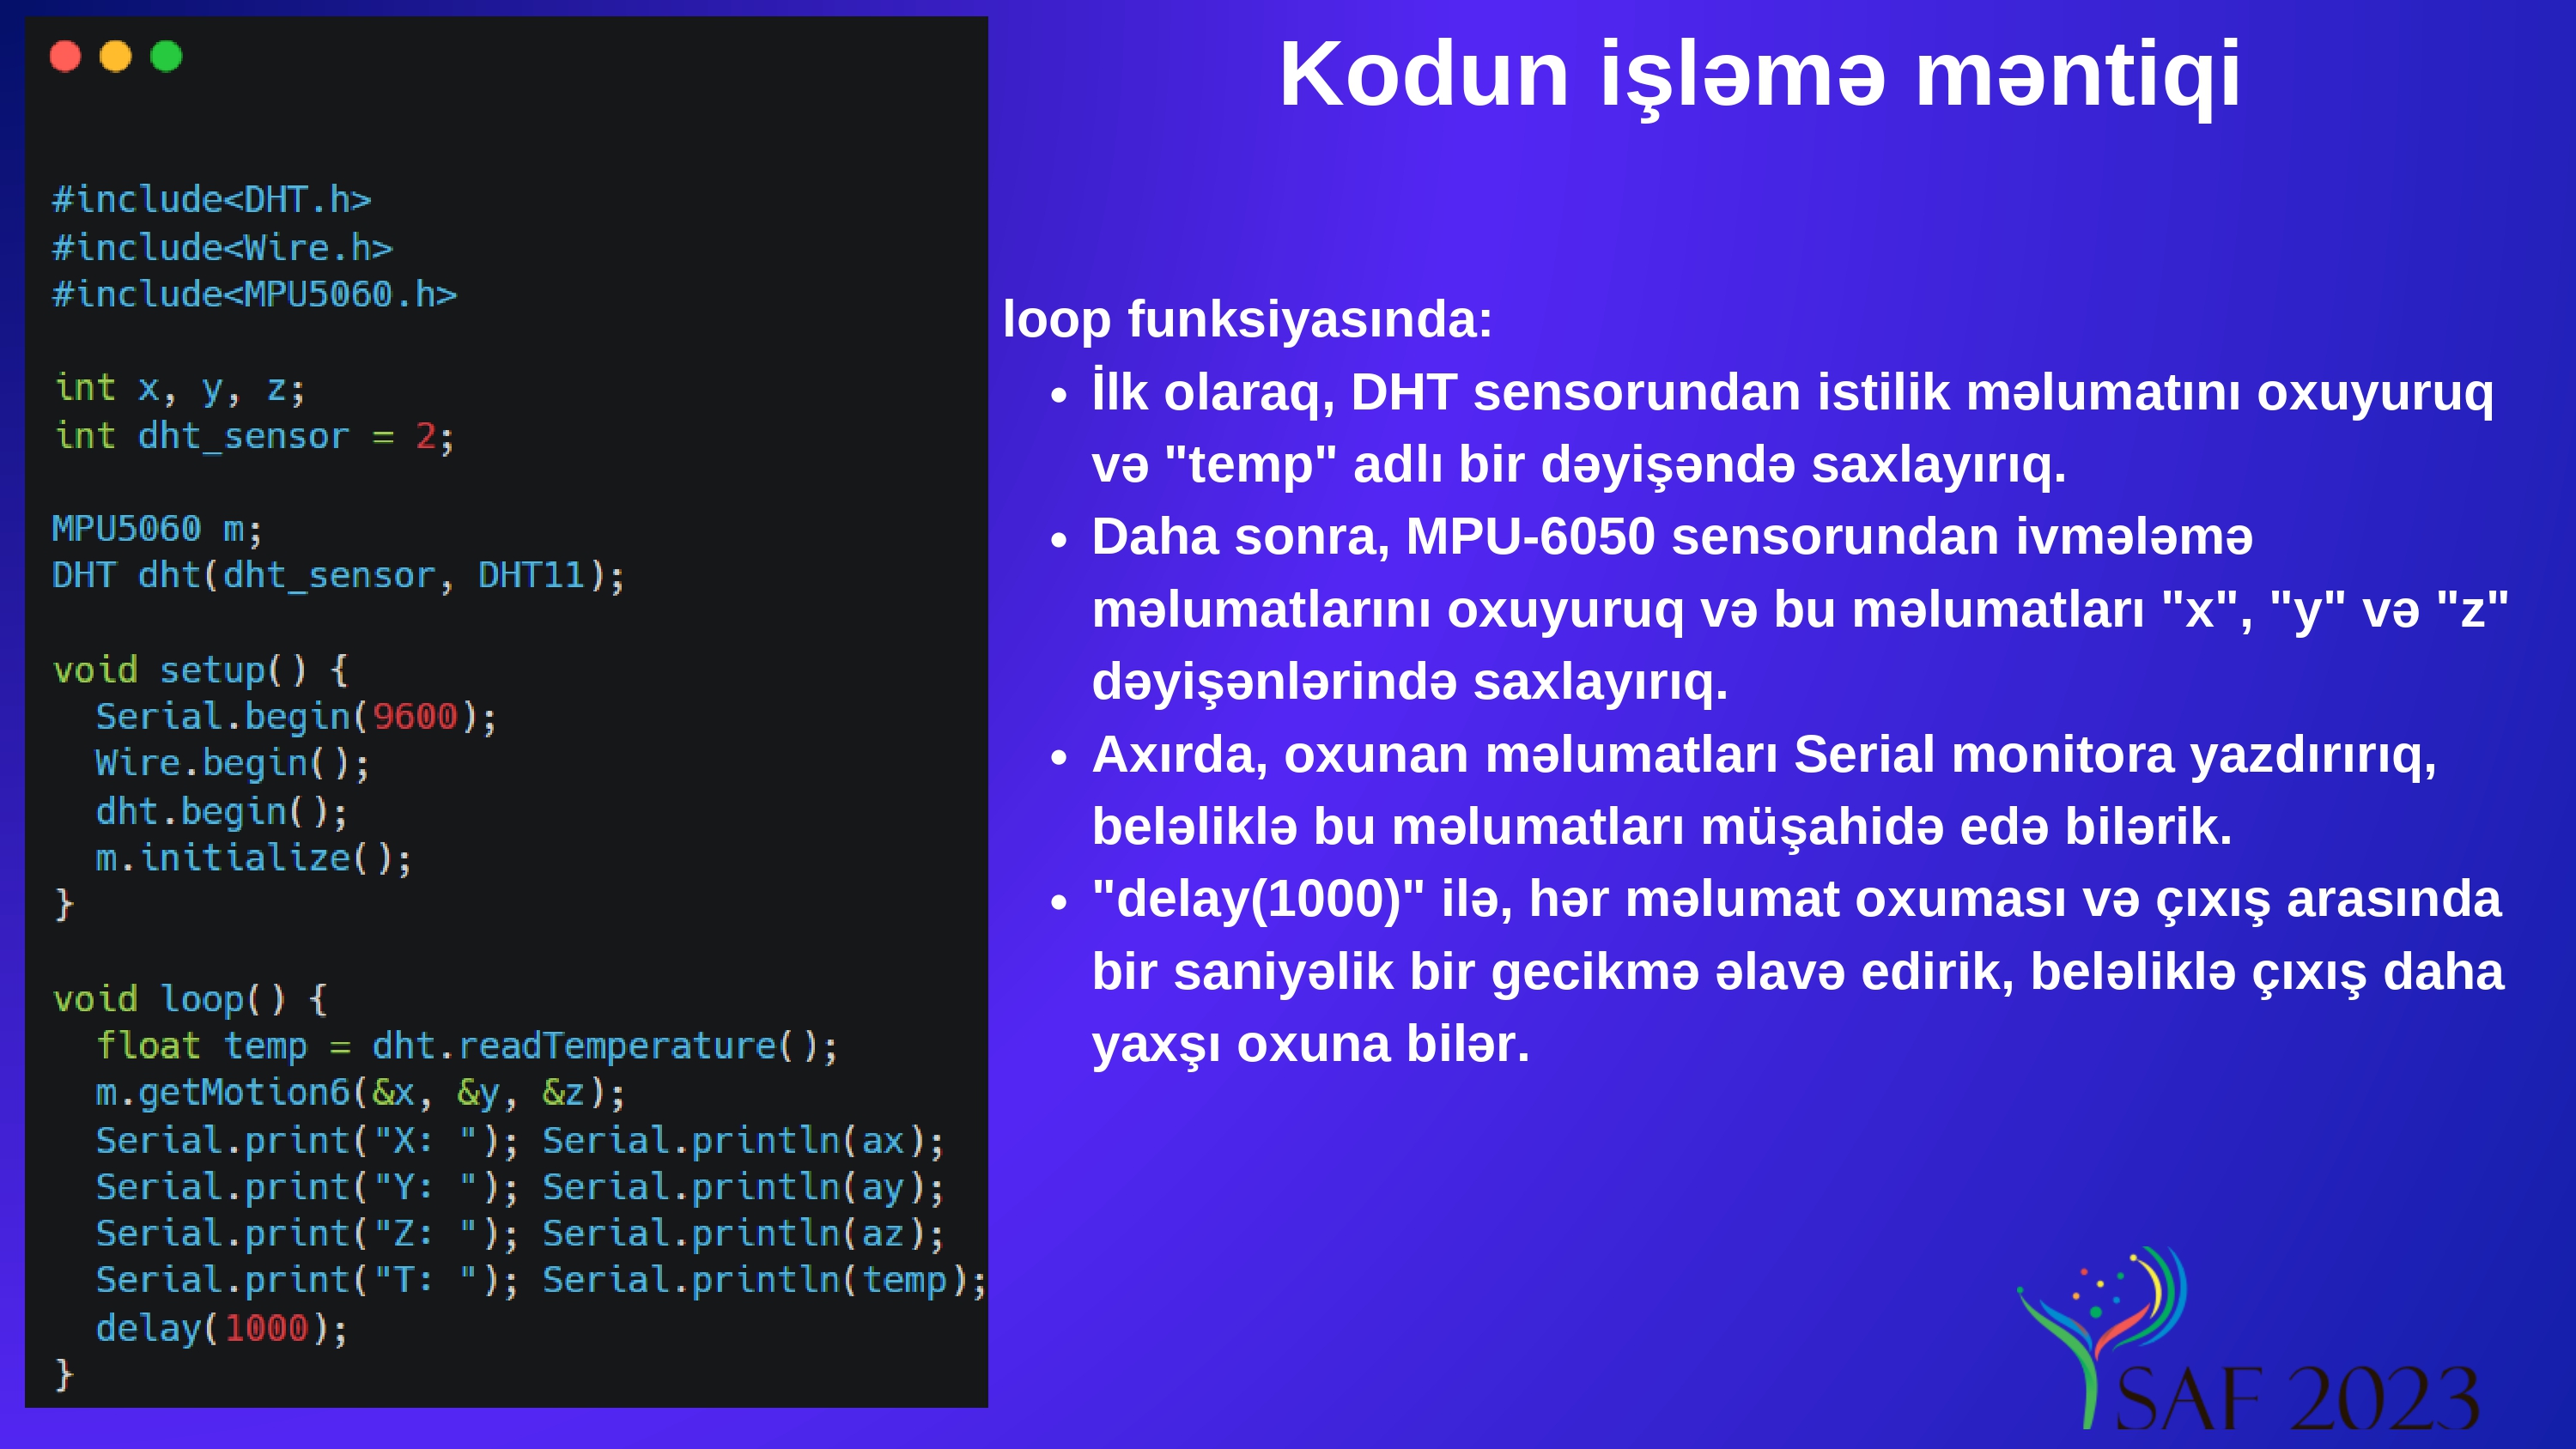 #include<DHT.h>
#include<Wire.h>
#include<MPU5060.h>
int x, y, z;
int dht_sensor = 2;
MPU5060 m;
DHT dht(dht_sensor, DHT11);
void setup() {
Serial.begin(9600);
Wire.begin();
dht.begin();
m.initialize();
}
void loop() {
float temp = dht.readTemperature();
m.getMotion6(&x, &y, &z);
Serial.print("X: "); Serial.println(ax);
Serial.print("Y: "); Serial.println(ay);
Serial.print("Z: "); Serial.println(az);
Serial.print("T: "); Serial.println(temp);
delay(1000);
}
Kodun işləmə məntiqi
loop funksiyasında:
• İlk olaraq, DHT sensorundan istilik məlumatını oxuyuruq
və "temp" adlı bir dəyişəndə saxlayırıq.
• Daha sonra, MPU-6050 sensorundan ivmələmə
məlumatlarını oxuyuruq və bu məlumatları "x", "y" və "z"
dəyişənlərində saxlayırıq.
• Axırda, oxunan məlumatları Serial monitora yazdırırıq,
beləliklə bu məlumatları müşahidə edə bilərik.
• "delay(1000)" ilə, hər məlumat oxuması və çıxış arasında
bir saniyəlik bir gecikmə əlavə edirik, beləliklə çıxış daha
yaxşı oxuna bilər.
SAF 2023